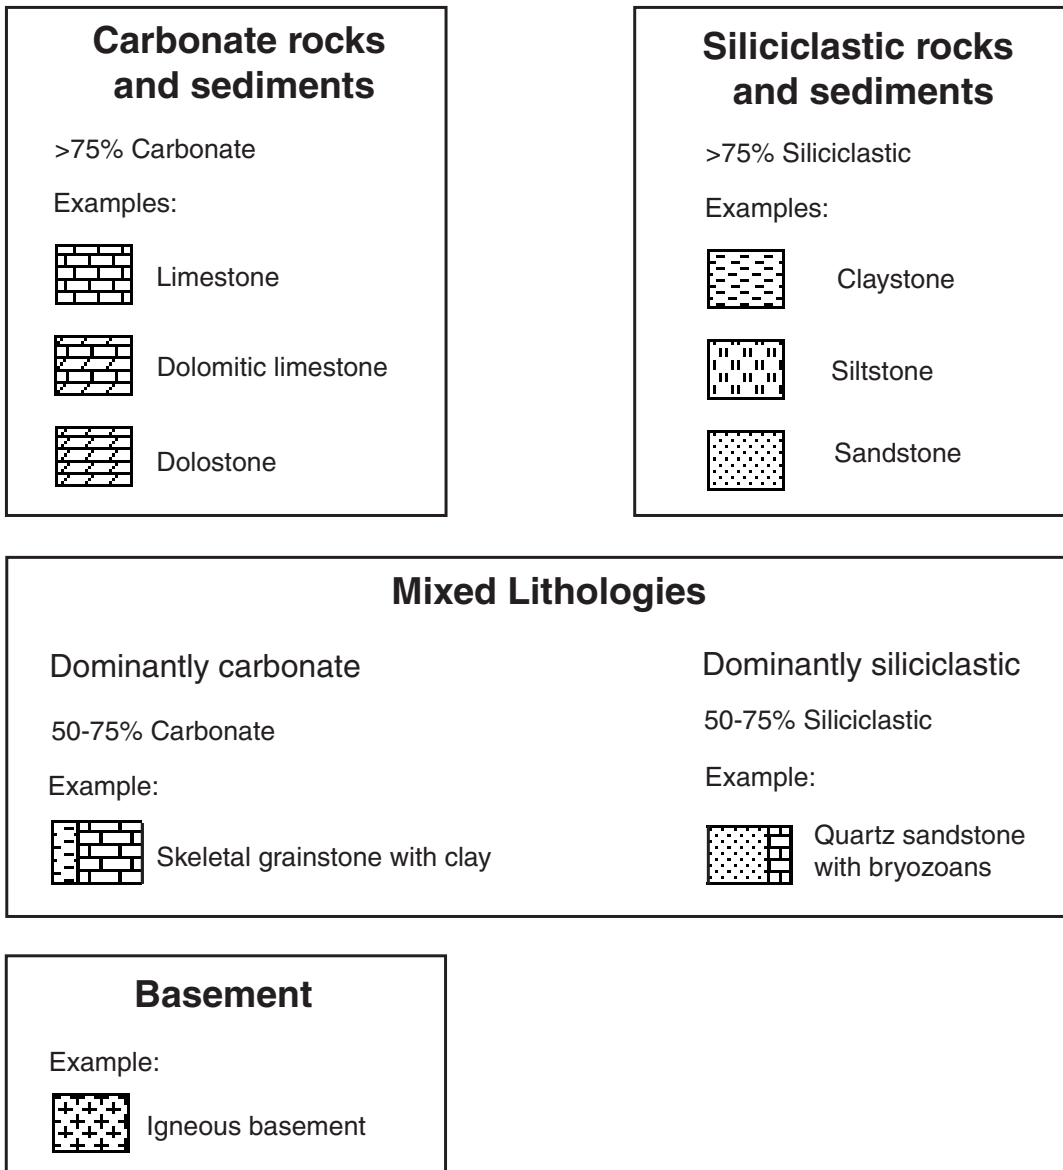 Carbonate rocks
and sediments
>75% Carbonate
Examples:
Limestone
Dolomitic limestone
Dolostone
Siliciclastic rocks
and sediments
>75% Siliciclastic
Examples:
Claystone
Siltstone
Sandstone
Mixed Lithologies
Dominantly carbonate
50-75% Carbonate
Example:
Skeletal grainstone with clay
Dominantly siliciclastic
50-75% Siliciclastic
Example:
Quartz sandstone
with bryozoans
Basement
Example:
Igneous basement